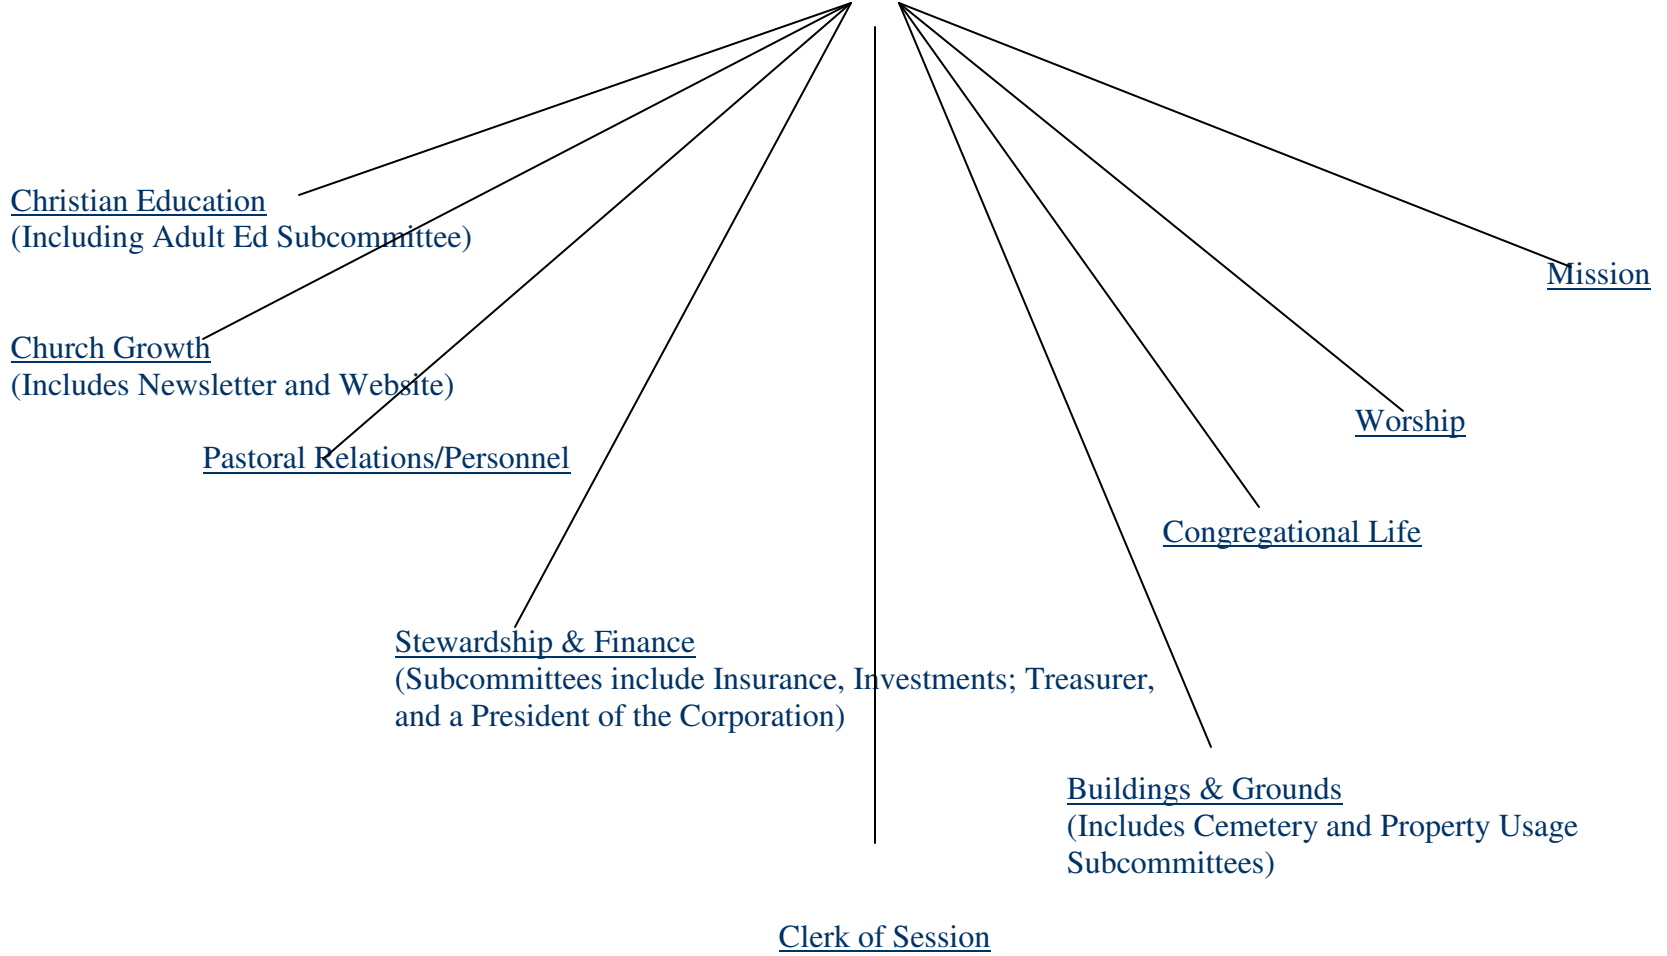 Christian Education
(Including Adult Ed Subcommittee)
Mission
Church Growth
(Includes Newsletter and Website)
Worship
Pastoral Relations/Personnel
Congregational Life
Stewardship & Finance
(Subcommittees include Insurance, Investments; Treasurer,
and a President of the Corporation)
Buildings & Grounds
(Includes Cemetery and Property Usage
Subcommittees)
Clerk of Session